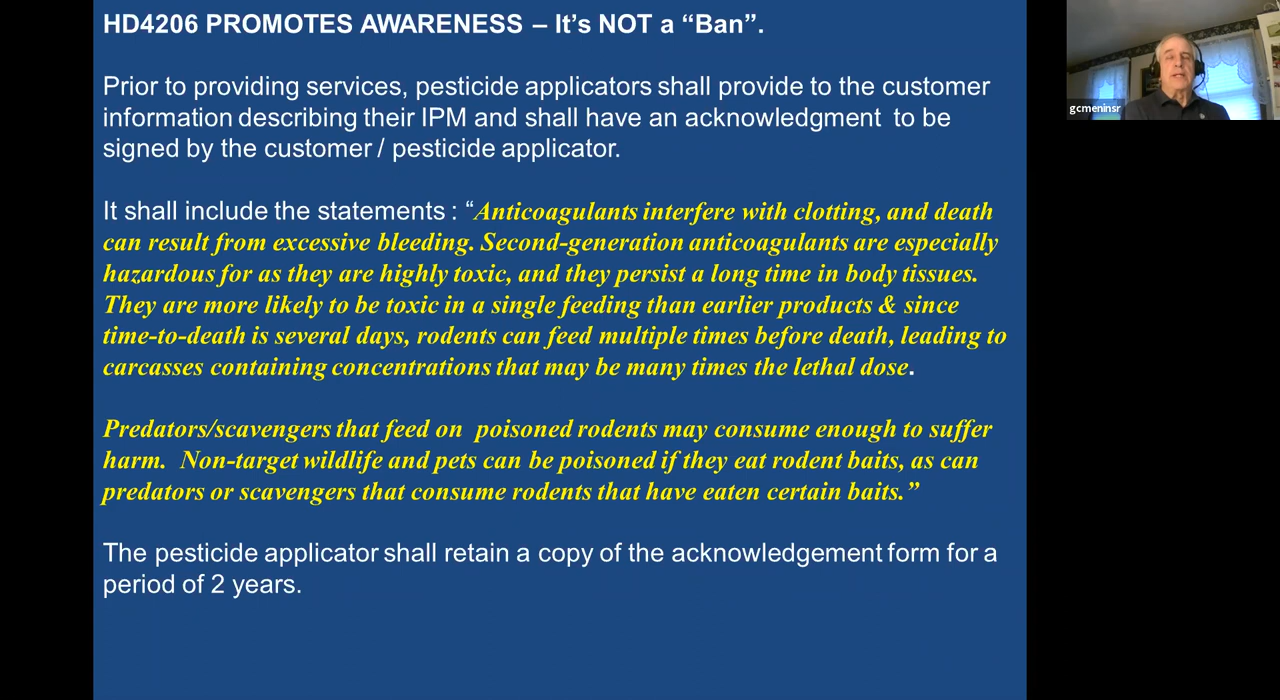 HD4206 PROMOTES AWARENESS – It’s NOT a “Ban”.
Prior to providing services, pesticide applicators shall provide to the customer
information describing their IPM and shall have an acknowledgment to be
signed by the customer / pesticide applicator.
It shall include the statements : “Anticoagulants interfere with clotting, and death
can result from excessive bleeding. Second-generation anticoagulants are especially
hazardous for as they are highly toxic, and they persist a long time in body tissues.
They are more likely to be toxic in a single feeding than earlier products & since
time-to-death is several days, rodents can feed multiple times before death, leading to
carcasses containing concentrations that may be many times the lethal dose.
Predators/scavengers that feed on poisoned rodents may consume enough to suffer
harm. Non-target wildlife and pets can be poisoned if they eat rodent baits, as can
predators or scavengers that consume rodents that have eaten certain baits.”
The pesticide applicator shall retain a copy of the acknowledgement form for a
period of 2 years.
gcmeninsr